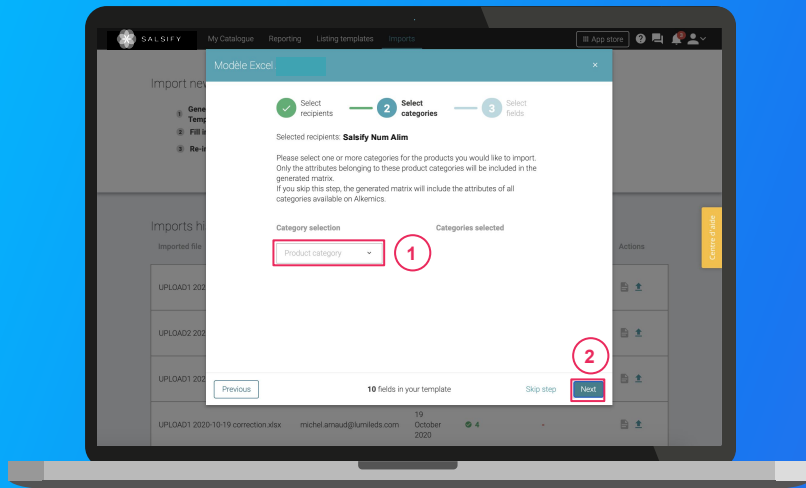 SALSIFY My Catalogue Reporting Listing templates Imports App store
Modèle Excel
Import
Select recipients
2 Select categories
3 Select fields
1 Gene
Temp
2 Fill i
3 Re-i
Selected recipients: Salsify Num Alim
Please select one or more categories for the products you would like to import.
Only the attributes belonging to these product categories will be included in the
generated matrix.
If you skip this step, the generated matrix will include the attributes of all
categories available on Alkemics.
Centre d'aide
Imports hi
Category selection Categories selected
Imported file Actions
Product category 1
UPLOAD1 202
UPLOAD2 202
2
UPLOAD1 202
Previous 10 fields in your template Skip step Next
UPLOAD1 2020-10-19 correction.xlsx michel.arnaud@lumileds.com 19 October 2020 4 -